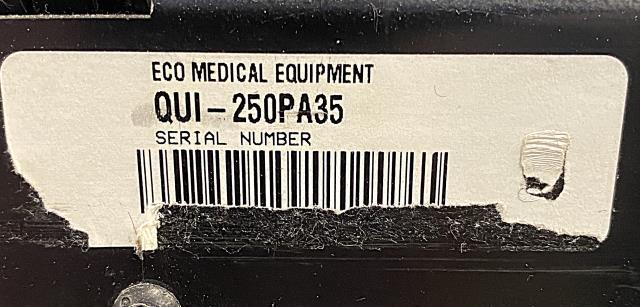 ECO MEDICAL EQUIPMENT
QUI-250PA35
SERIAL NUMBER